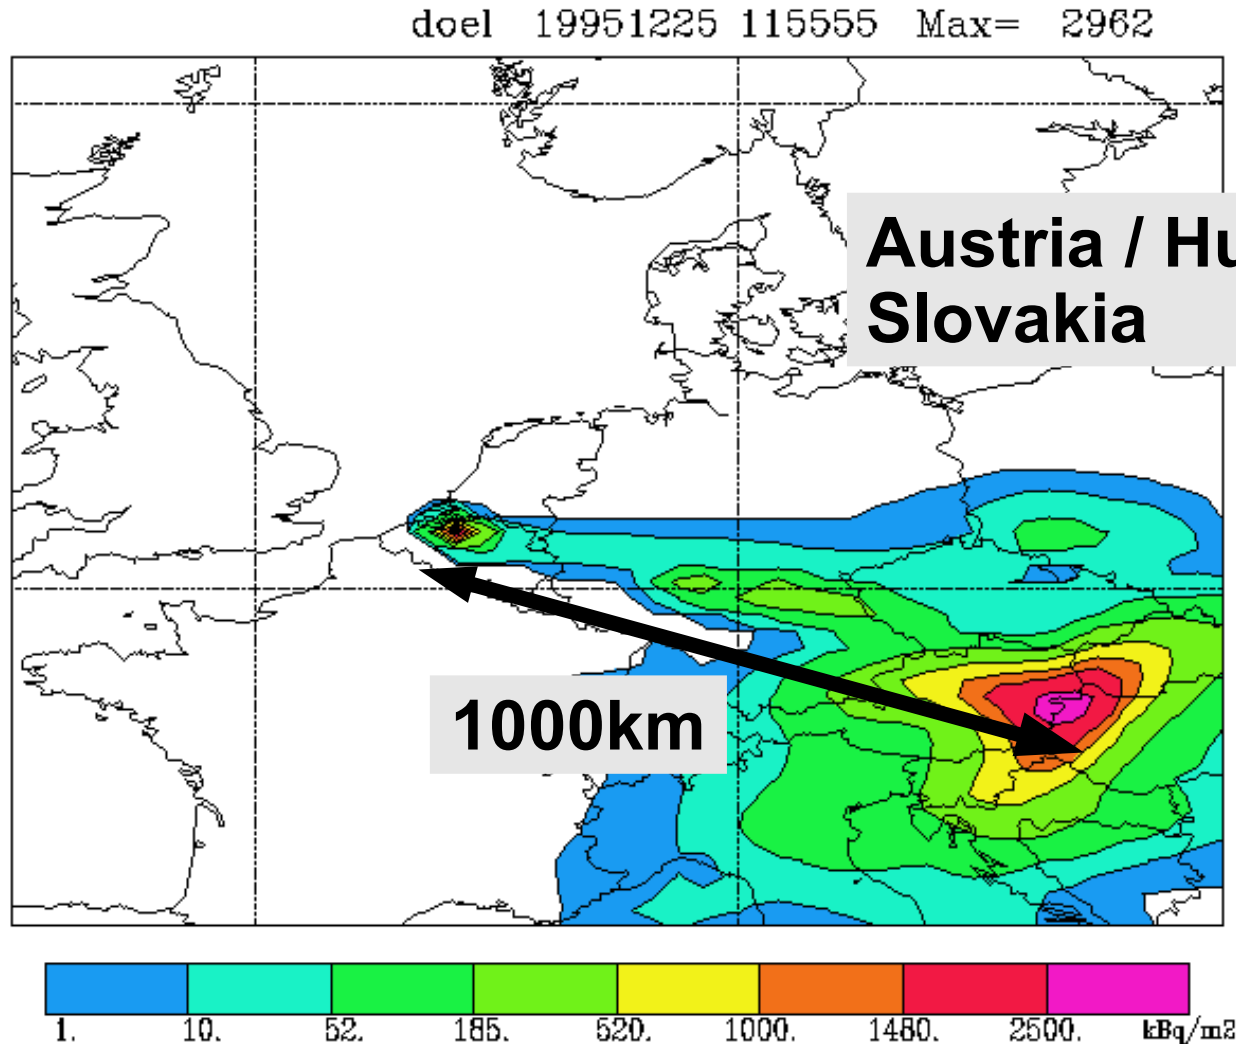 doel 19951225 115555 Max= 2962
Austria / Hu
Slovakia
1000km
1. 10. 52. 185. 520. 1000. 1480. 2500. kBq/m2